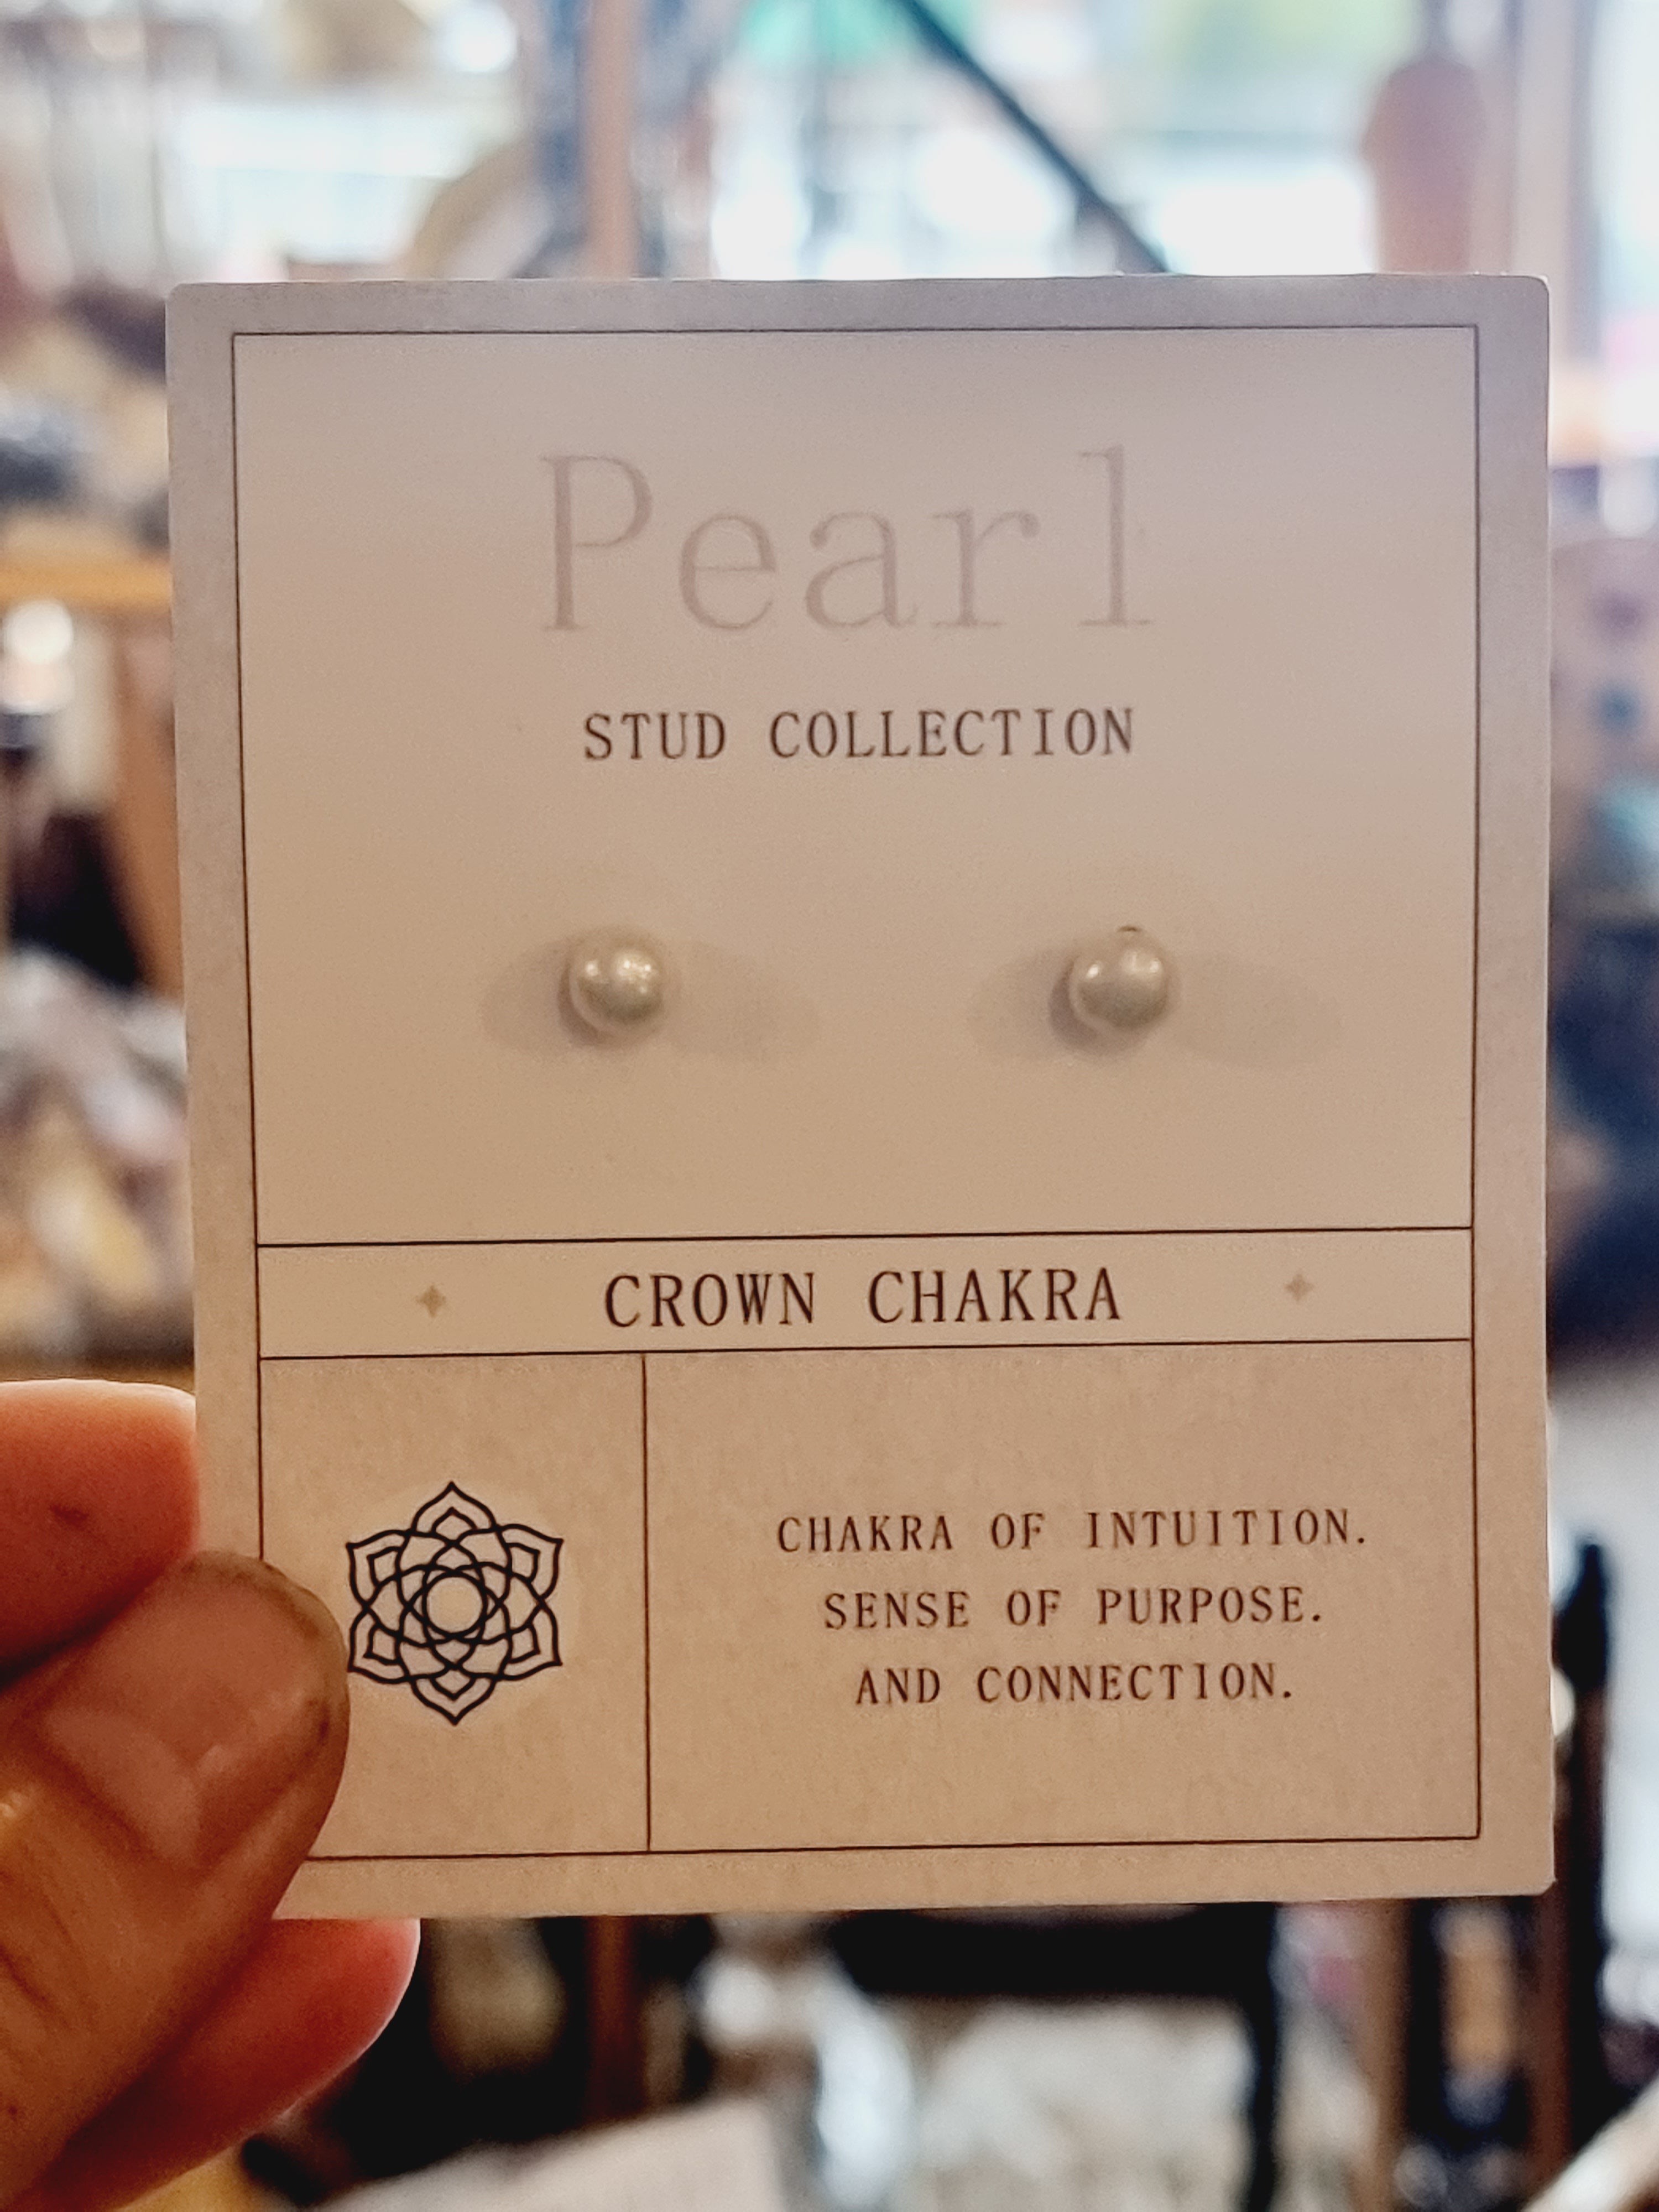 Pearl
STUD COLLECTION
CROWN CHAKRA
CHAKRA OF INTUITION.
SENSE OF PURPOSE.
AND CONNECTION.